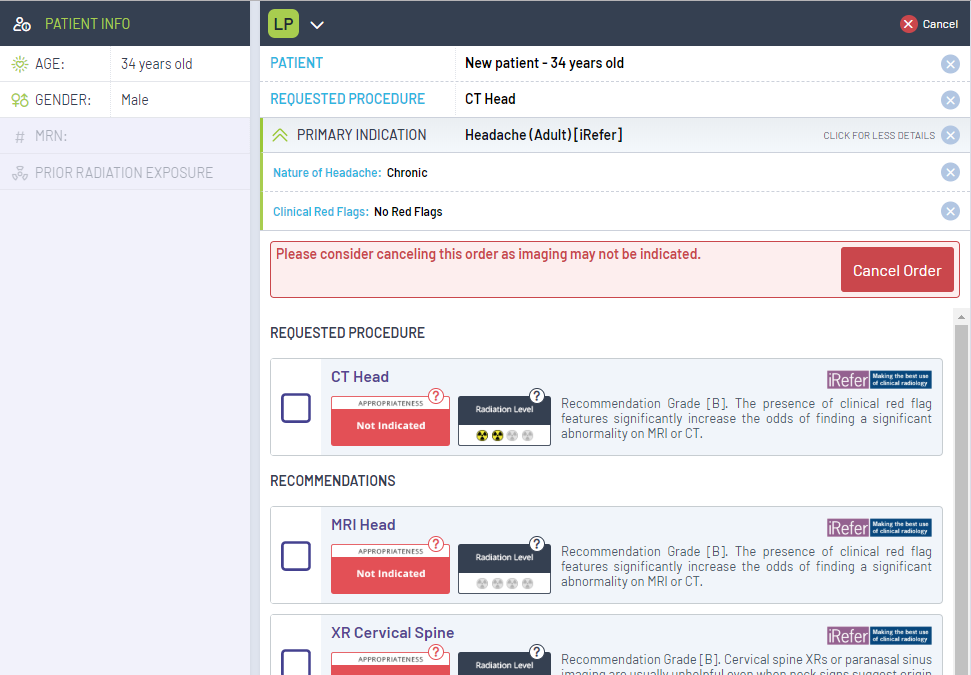 PATIENT INFO
LP
Cancel
AGE: 34 years old
GENDER: Male
# MRN:
PRIOR RADIATION EXPOSURE
PATIENT New patient - 34 years old
REQUESTED PROCEDURE CT Head
PRIMARY INDICATION Headache (Adult) [iRefer] CLICK FOR LESS DETAILS
Nature of Headache: Chronic
Clinical Red Flags: No Red Flags
Please consider canceling this order as imaging may not be indicated.
Cancel Order
REQUESTED PROCEDURE
CT Head
iRefer Making the best use
of clinical radiology
APPROPRIATENESS ?
Not Indicated
Radiation Level ?
Recommendation Grade [B]. The presence of clinical red flag
features significantly increase the odds of finding a significant
abnormality on MRI or CT.
RECOMMENDATIONS
MRI Head
iRefer Making the best use
of clinical radiology
APPROPRIATENESS ?
Not Indicated
Radiation Level ?
Recommendation Grade [B]. The presence of clinical red flag
features significantly increase the odds of finding a significant
abnormality on MRI or CT.
XR Cervical Spine
iRefer Making the best use
of clinical radiology
APPROPRIATENESS ?
Radiation Level ?
Recommendation Grade [B]. Cervical spine XRs or paranasal sinus
imaging are usually unhelpful even when neck signs suggest origin